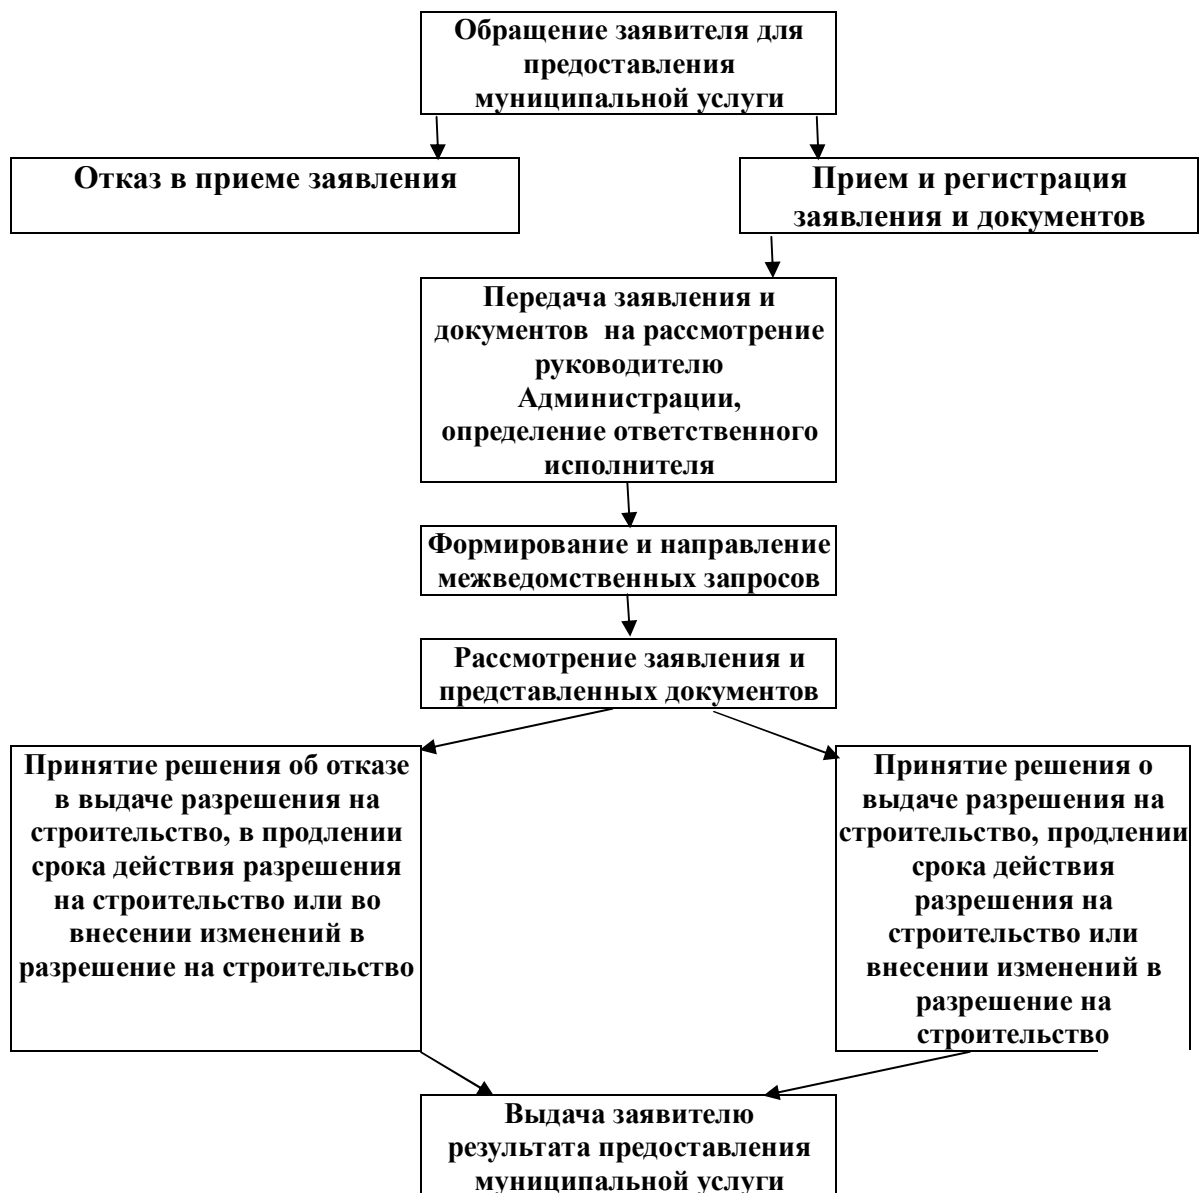 Обращение заявителя для
предоставления
муниципальной услуги
Отказ в приеме заявления
Прием и регистрация
заявления и документов
Передача заявления и
документов на рассмотрение
руководителю
Администрации,
определение ответственного
исполнителя
Формирование и направление
межведомственных запросов
Рассмотрение заявления и
представленных документов
Принятие решения об отказе
в выдаче разрешения на
строительство, в продлении
срока действия разрешения
на строительство или во
внесении изменений в
разрешение на строительство
Принятие решения о
выдаче разрешения на
строительство, продлении
срока действия
разрешения на
строительство или
внесении изменений в
разрешение на
строительство
Выдача заявителю
результата предоставления
муниципальной услуги